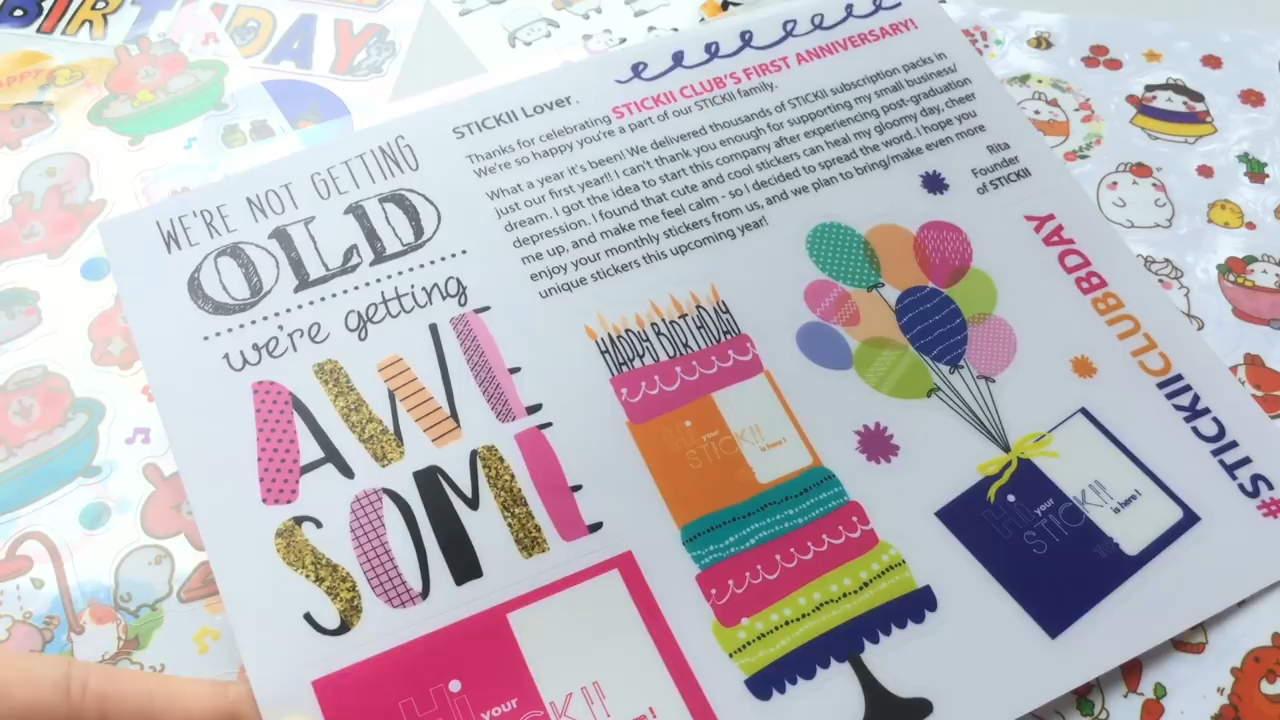 BIRTHDAY
HAPPY
WE'RE NOT GETTING
OLD
we're getting
AWE
SOME
STICKII Lover,
Thanks for celebrating STICKII CLUB'S FIRST ANNIVERSARY!
We're so happy you're a part of our STICKII family.
What a year it's been! We delivered thousands of STICKII subscription packs in
just our first year!! I can't thank you enough for supporting my small business/
dream. I got the idea to start this company after experiencing post-graduation
depression. I found that cute and cool stickers can heal my gloomy day, cheer
me up, and make me feel calm - so I decided to spread the word. I hope you
enjoy your monthly stickers from us, and we plan to bring/make even more
unique stickers this upcoming year!
Rita
Founder
of STICKII
HAPPY BIRTHDAY
Hi your
STICKII
is here!
Hi your
STICKII
is here!
#STICKIICLUBBDAY
Hi your
STICKII
is here!